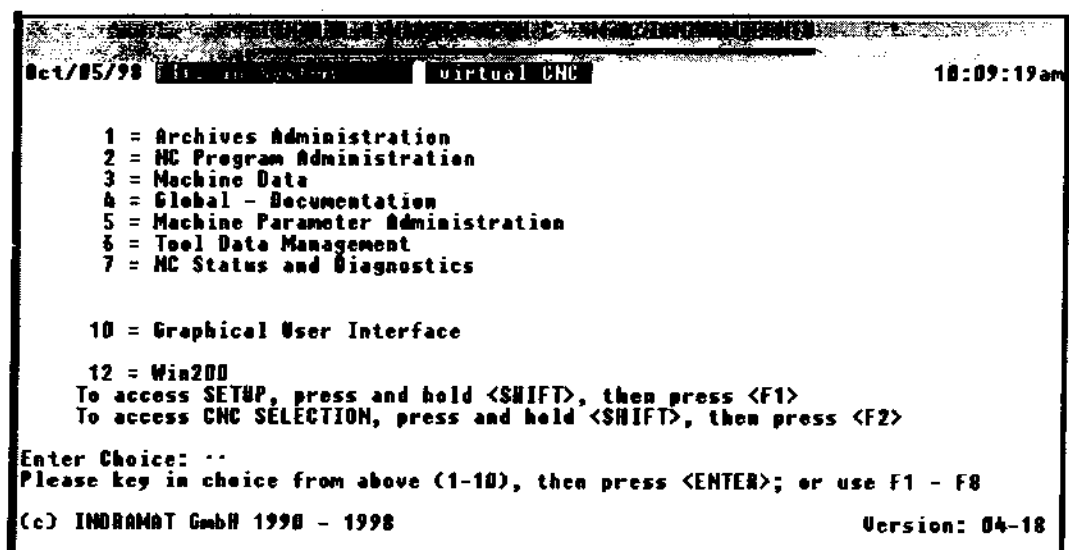 Oct/05/98 Virtual CNC 10:09:19am
1 = Archives Administration
2 = NC Program Administration
3 = Machine Data
4 = Global - Documentation
5 = Machine Parameter Administration
6 = Tool Data Management
7 = NC Status and Diagnostics
10 = Graphical User Interface
12 = Win200
To access SETUP, press and hold <SHIFT>, then press <F1>
To access CNC SELECTION, press and hold <SHIFT>, then press <F2>
Enter Choice: --
Please key in choice from above (1-10), then press <ENTER>; or use F1 - F8
(c) INDRAMAT GmbH 1990 - 1998 Version: 04-18